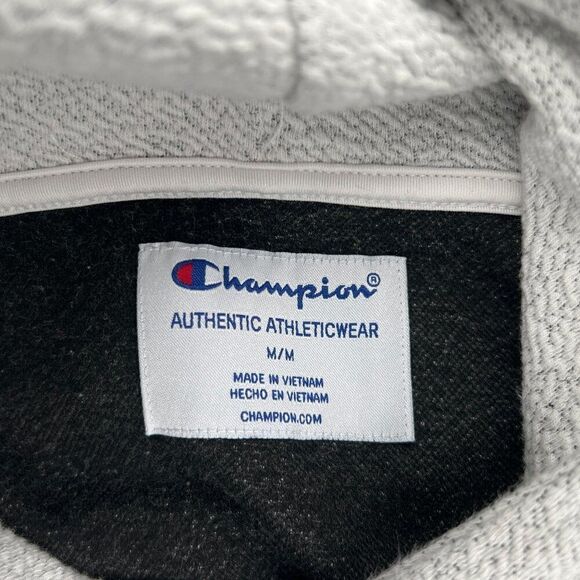 Champion®
AUTHENTIC ATHLETICWEAR
M/M
MADE IN VIETNAM
HECHO EN VIETNAM
CHAMPION.COM